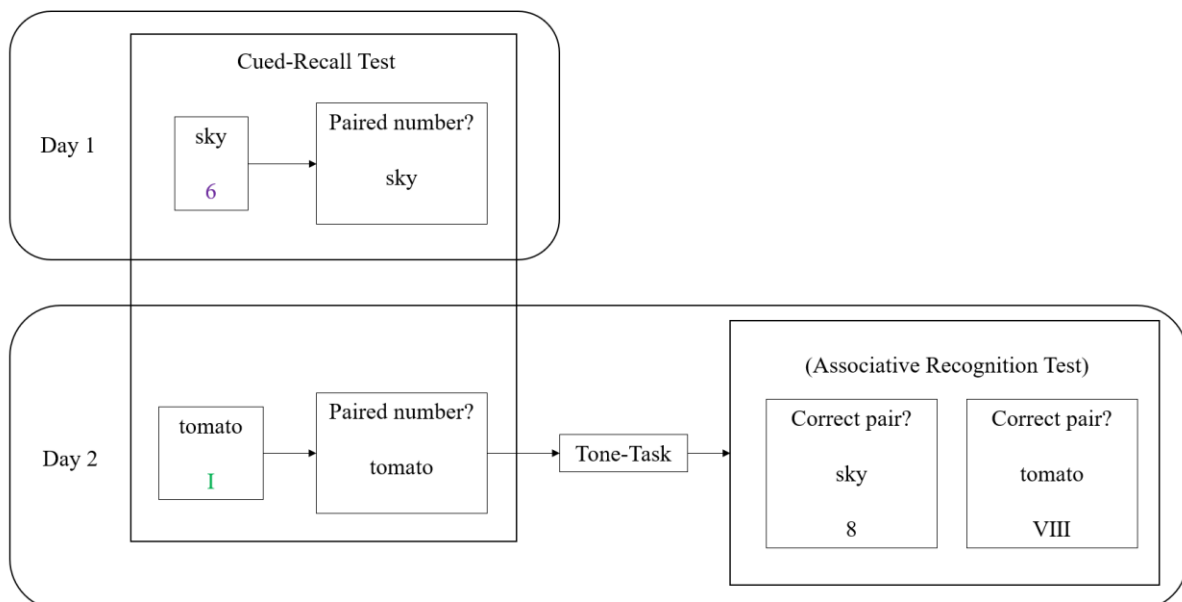 Cued-Recall Test
Day 1
sky
6
Paired number?
sky
Day 2
tomato
I
Paired number?
tomato
Tone-Task
(Associative Recognition Test)
Correct pair?
sky
8
Correct pair?
tomato
VIII